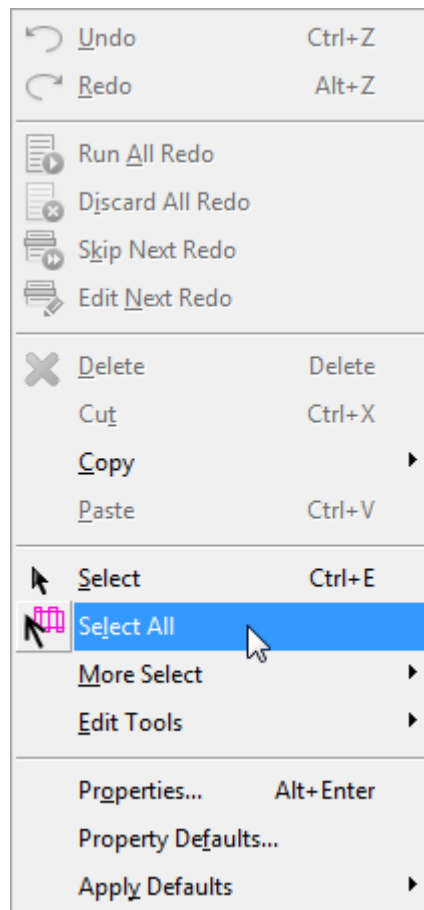 Undo Ctrl+Z
Redo Alt+Z
Run All Redo
Discard All Redo
Skip Next Redo
Edit Next Redo
Delete Delete
Cut Ctrl+X
Copy
Paste Ctrl+V
Select Ctrl+E
Select All
More Select
Edit Tools
Properties... Alt+Enter
Property Defaults...
Apply Defaults